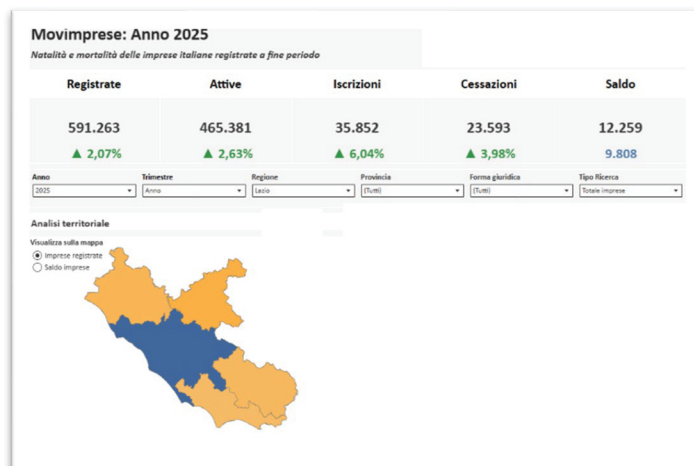 Movimprese: Anno 2025
Natalità e mortalità delle imprese italiane registrate a fine periodo
Registrate Attive Iscrizioni Cessazioni Saldo
591.263 465.381 35.852 23.593 12.259
▲ 2,07% ▲ 2,63% ▲ 6,04% ▲ 3,98% 9.808
Anno Trimestre Regione Provincia Forma giuridica Tipo Ricerca
2025 Anno Lazio (Tutti) (Tutti) Totale imprese
Analisi territoriale
Visualizza sulla mappa
Imprese registrate
Saldo imprese